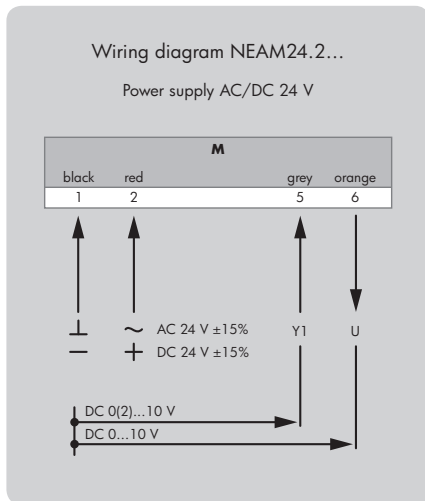 Wiring diagram NEAM24.2...
Power supply AC/DC 24 V
M
black red grey orange
1 2 5 6
⊥ ~ AC 24 V ±15% Y1 U
− + DC 24 V ±15%
DC 0(2)...10 V
DC 0...10 V